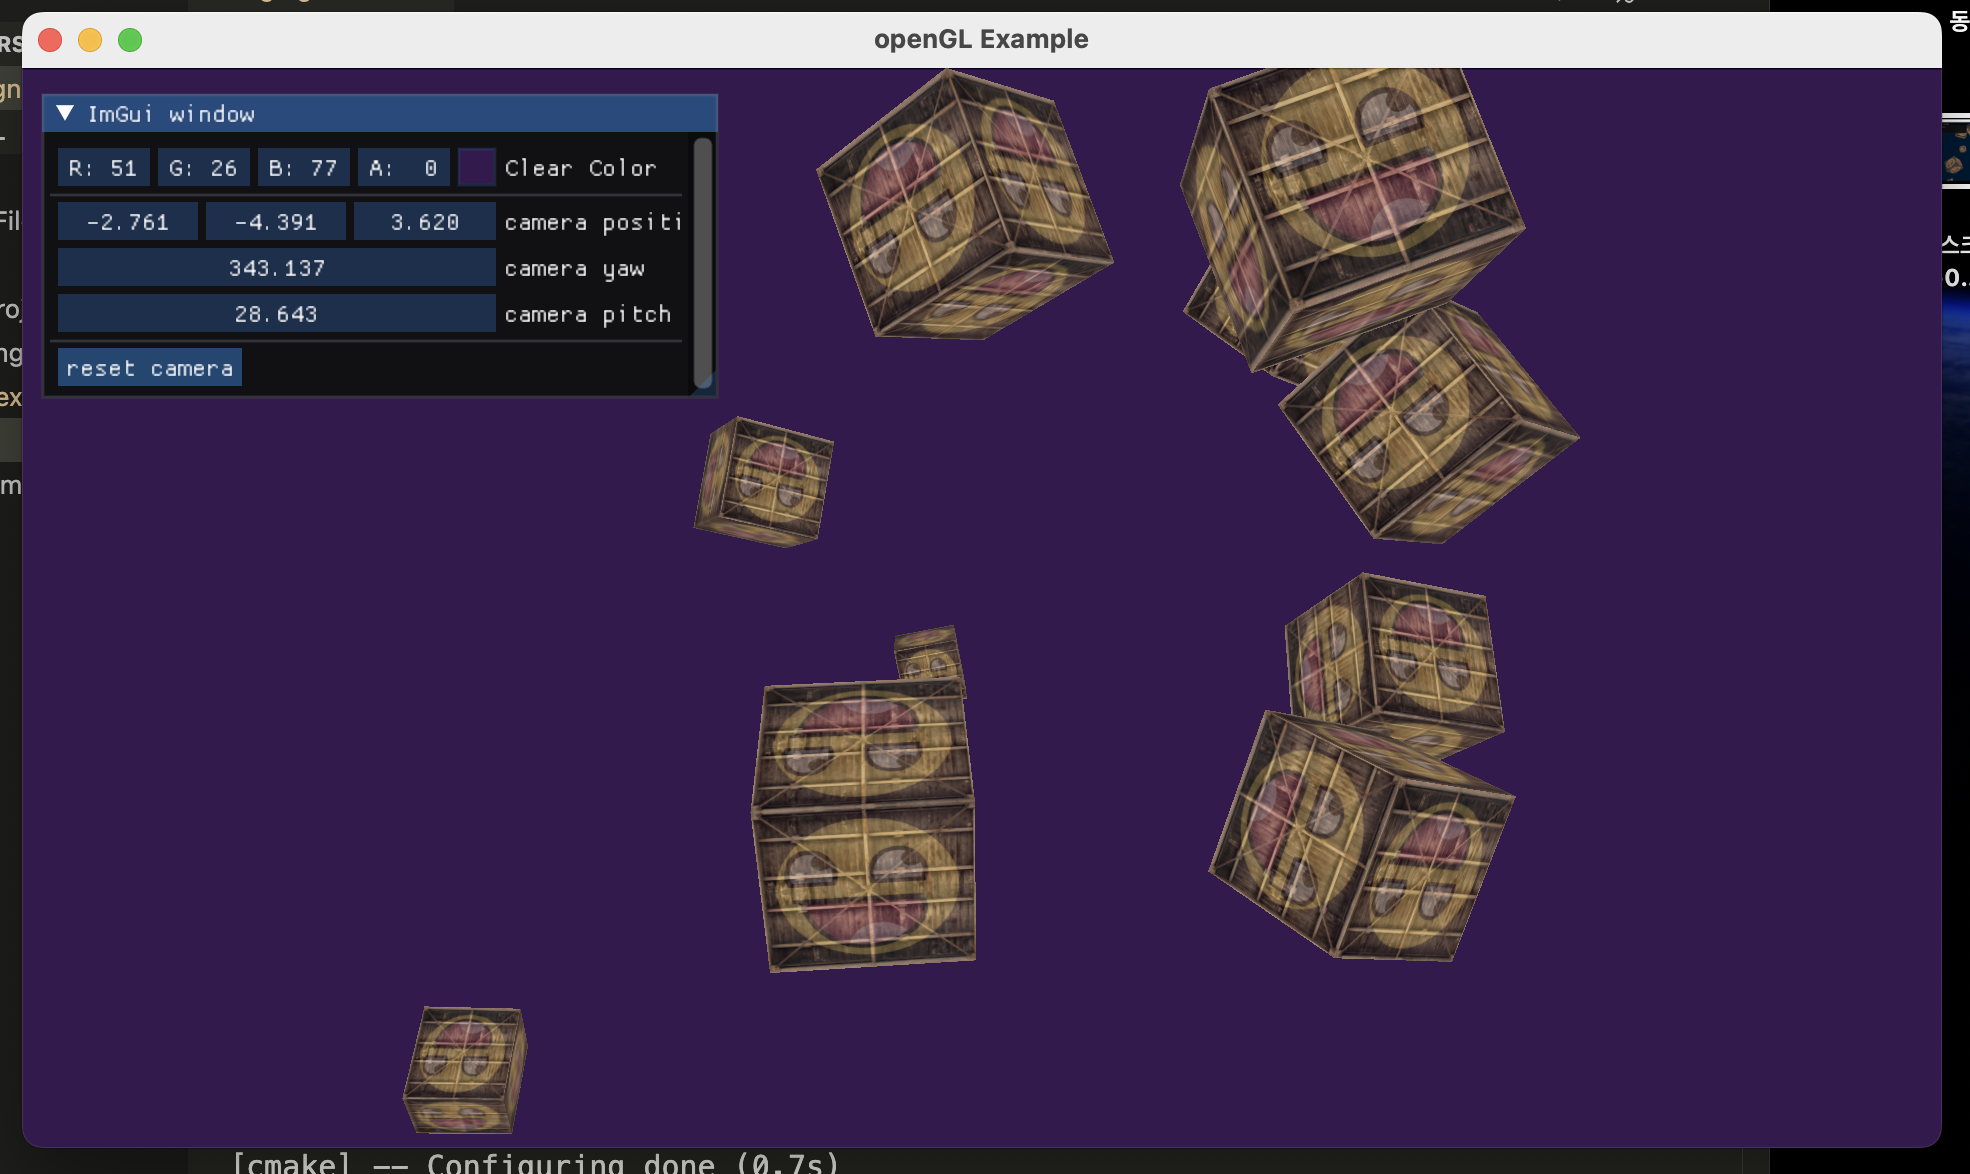 openGL Example
동
ImGui window
R: 51 G: 26 B: 77 A: 0 Clear Color
-2.761 -4.391 3.620 camera positi
343.137 camera yaw
28.643 camera pitch
reset camera
[cmake] -- Configuring done (0.7s)